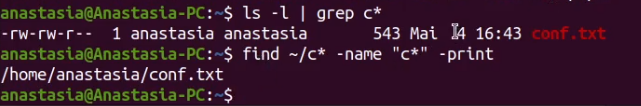 anastasia@Anastasia-PC:~$ ls -l | grep c*
-rw-rw-r-- 1 anastasia anastasia 543 Mai 4 16:43 conf.txt
anastasia@Anastasia-PC:~$ find ~/c* -name "c*" -print
/home/anastasia/conf.txt
anastasia@Anastasia-PC:~$